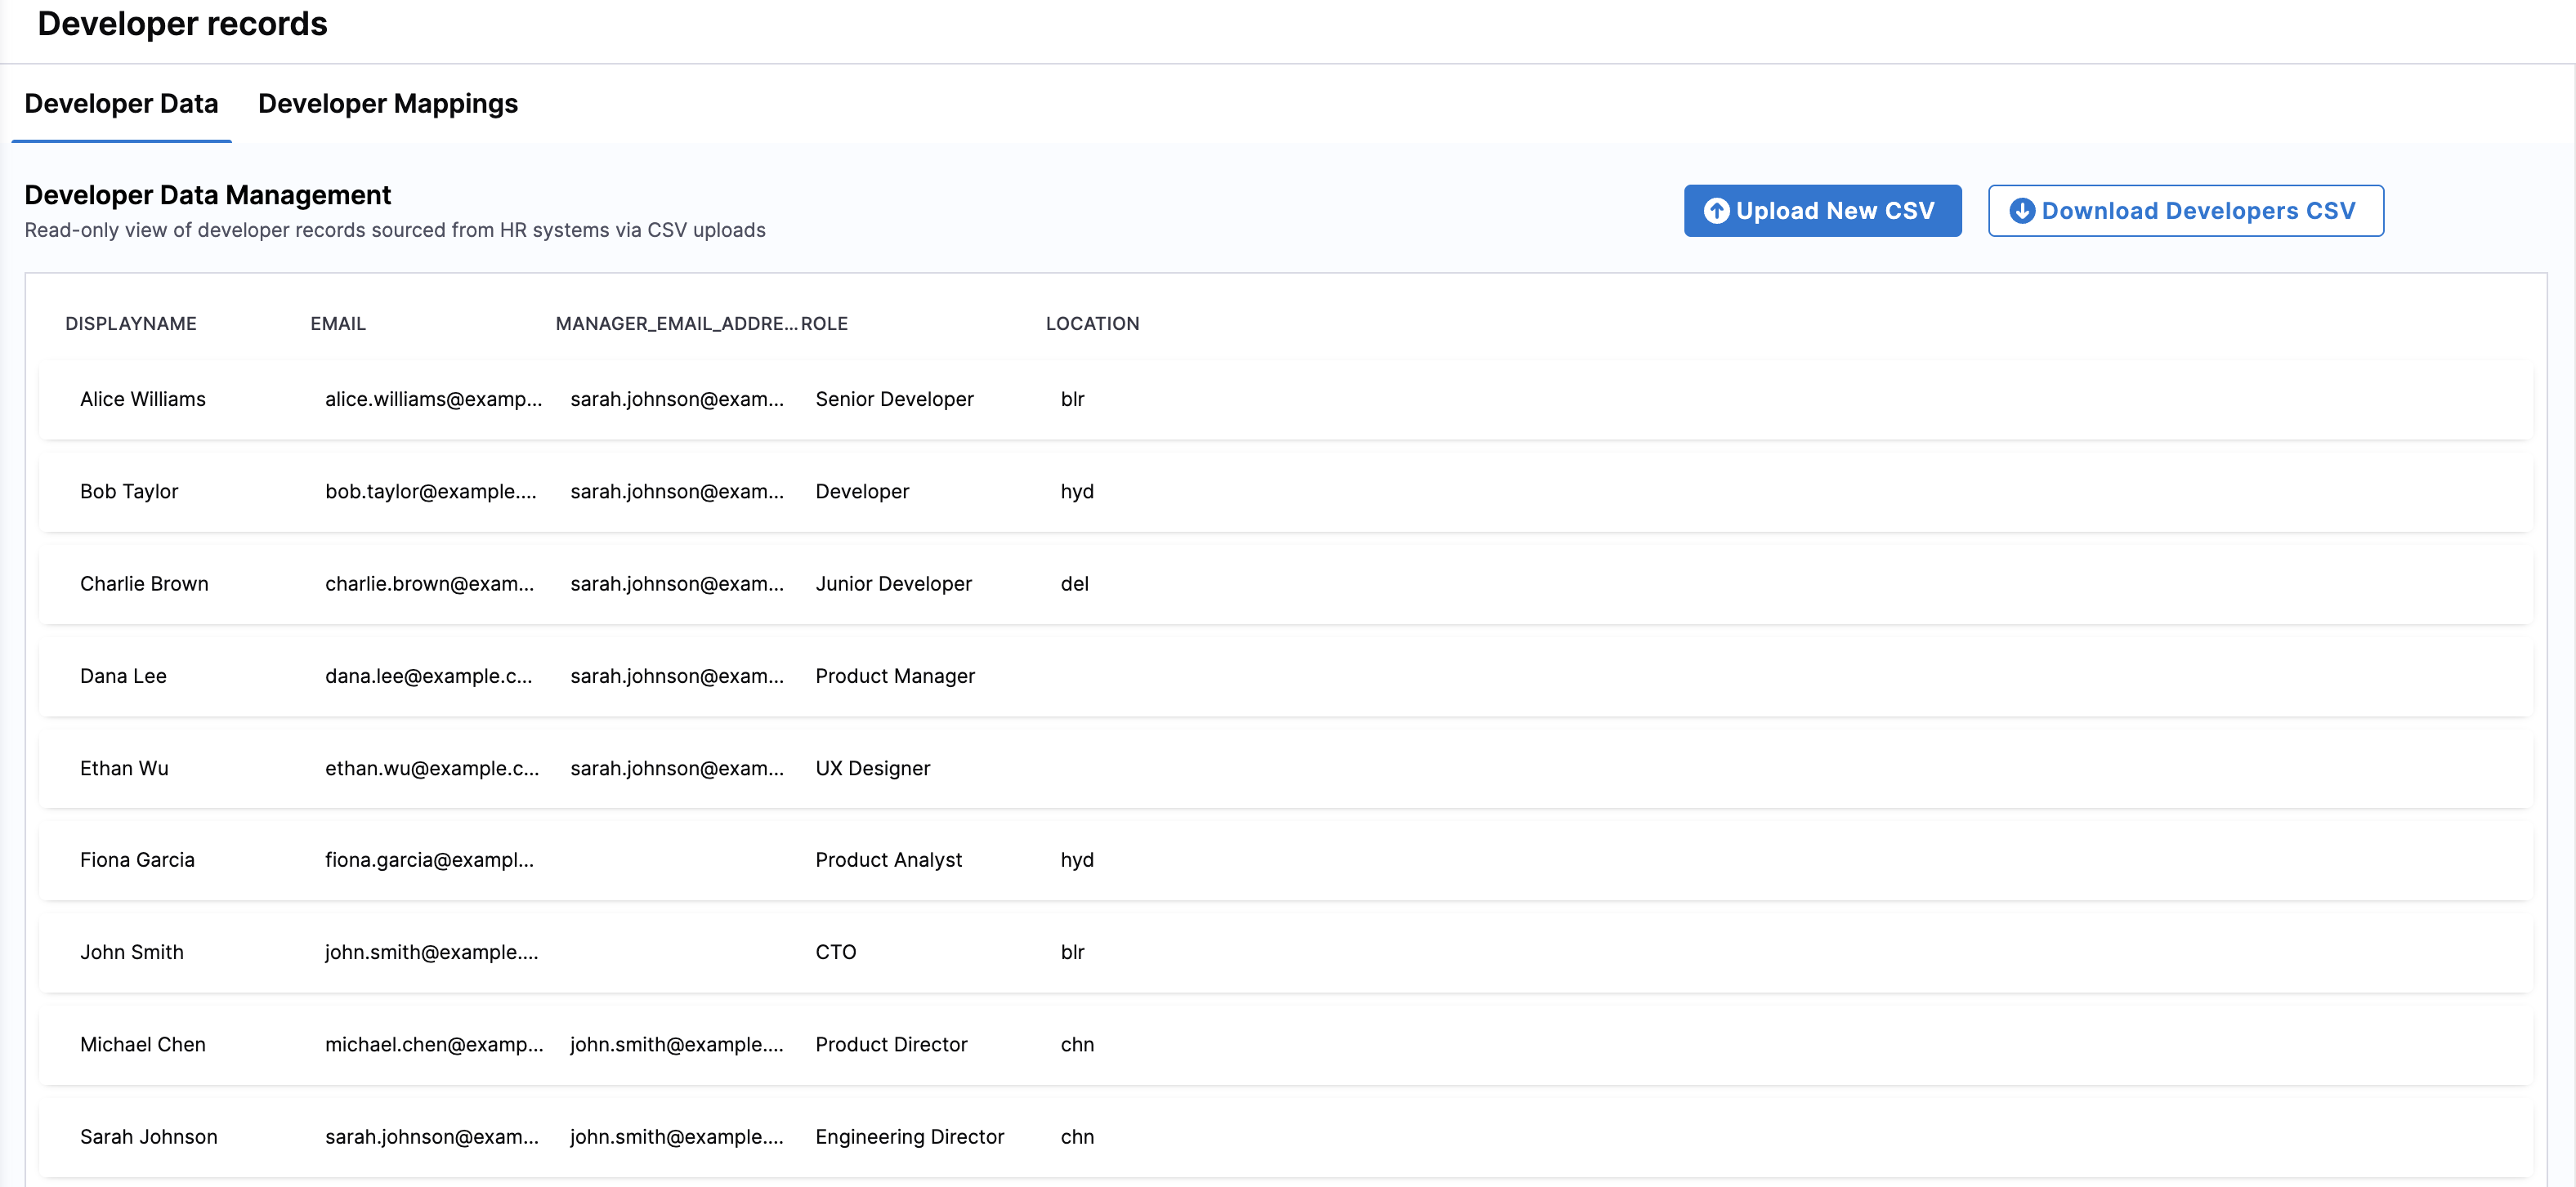 Developer records
Developer Data Developer Mappings
Developer Data Management
Read-only view of developer records sourced from HR systems via CSV uploads
Upload New CSV Download Developers CSV
DISPLAYNAME EMAIL MANAGER_EMAIL_ADDRE... ROLE LOCATION
Alice Williams alice.williams@examp... sarah.johnson@exam... Senior Developer blr
Bob Taylor bob.taylor@example.... sarah.johnson@exam... Developer hyd
Charlie Brown charlie.brown@exam... sarah.johnson@exam... Junior Developer del
Dana Lee dana.lee@example.c... sarah.johnson@exam... Product Manager
Ethan Wu ethan.wu@example.c... sarah.johnson@exam... UX Designer
Fiona Garcia fiona.garcia@exampl... Product Analyst hyd
John Smith john.smith@example.... CTO blr
Michael Chen michael.chen@examp... john.smith@example.... Product Director chn
Sarah Johnson sarah.johnson@exam... john.smith@example.... Engineering Director chn